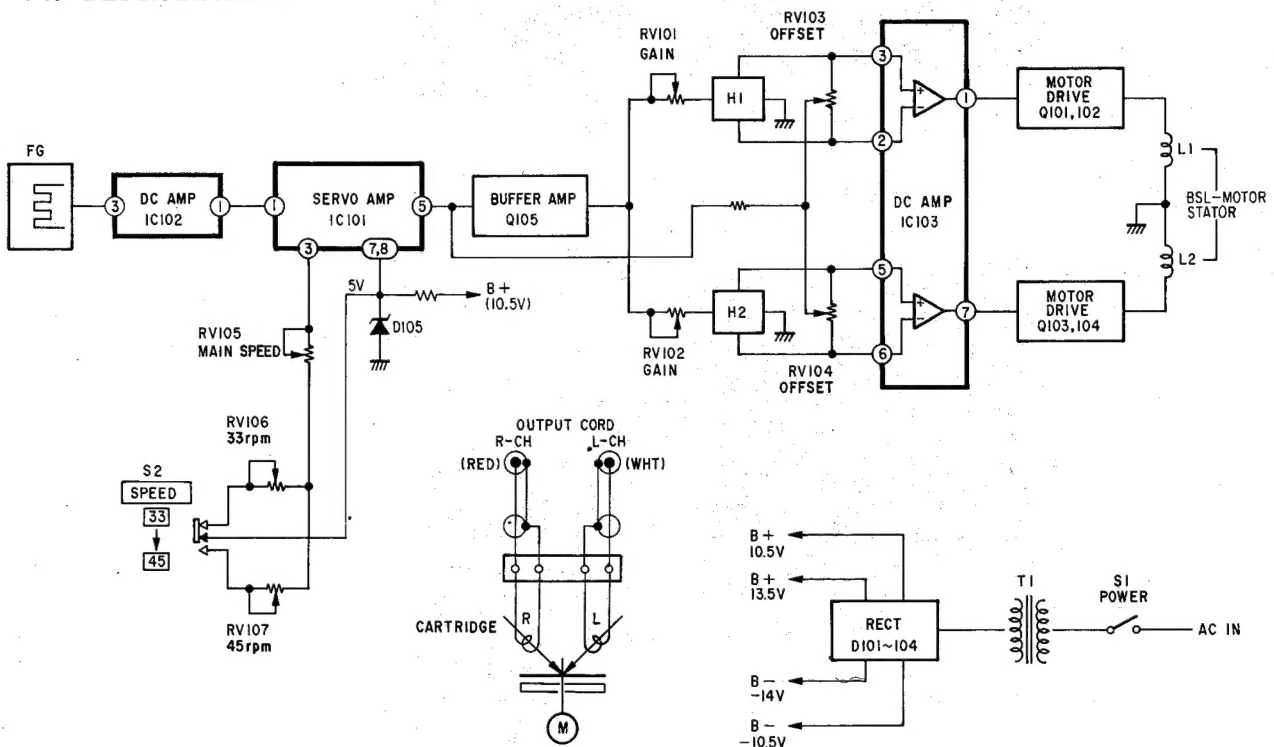 FG
3
DC AMP
IC102
1
1
SERVO AMP
IC101
5
3
7,8
BUFFER AMP
Q105
RV101
GAIN
H1
RV103
OFFSET
3
2
1
DC AMP
IC103
5
6
7
MOTOR
DRIVE
Q101,102
L1
BSL-MOTOR
STATOR
L2
MOTOR
DRIVE
Q103,104
H2
RV102
GAIN
RV104
OFFSET
5V
B+
(10.5V)
D105
RV105
MAIN SPEED
RV106
33rpm
S2
SPEED
33
45
RV107
45rpm
OUTPUT CORD
R-CH
L-CH
(RED)
(WHT)
CARTRIDGE
R
L
M
B+
10.5V
B+
13.5V
RECT
D101~104
B-
-14V
B-
-10.5V
T1
S1
POWER
AC IN